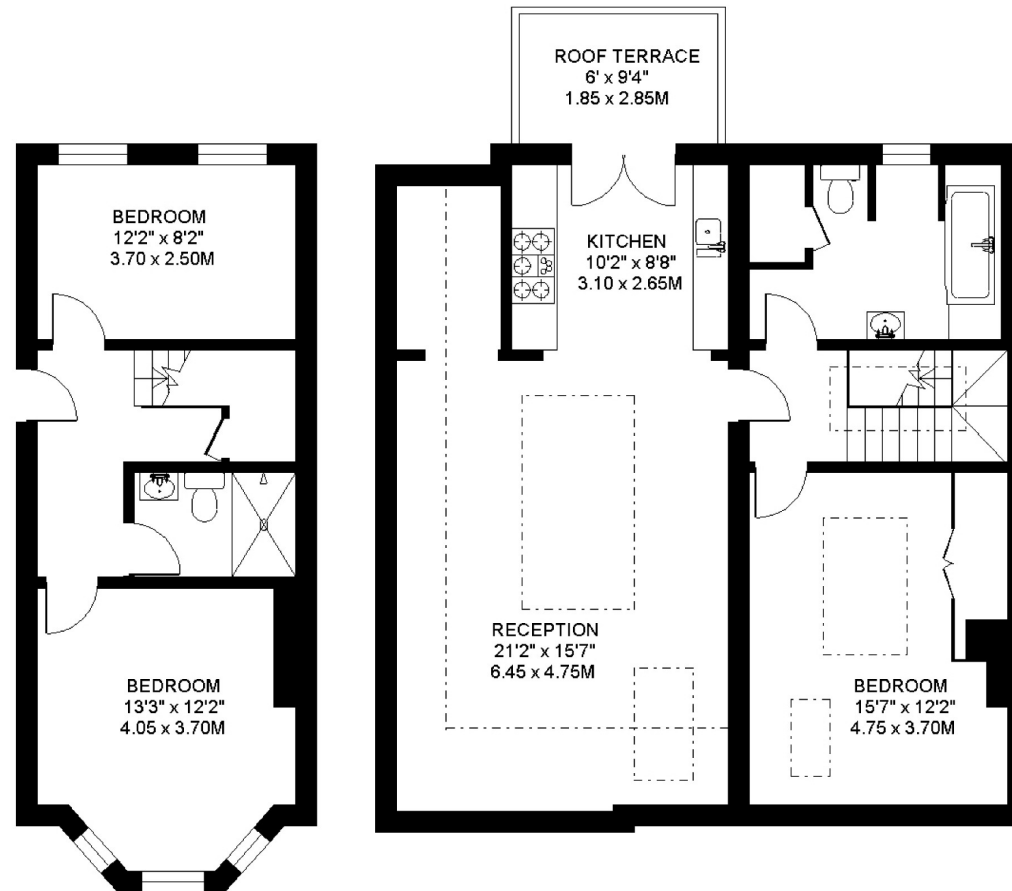 ROOF TERRACE
6' x 9'4"
1.85 x 2.85M
BEDROOM
12'2" x 8'2"
3.70 x 2.50M
KITCHEN
10'2" x 8'8"
3.10 x 2.65M
RECEPTION
21'2" x 15'7"
6.45 x 4.75M
BEDROOM
13'3" x 12'2"
4.05 x 3.70M
BEDROOM
15'7" x 12'2"
4.75 x 3.70M